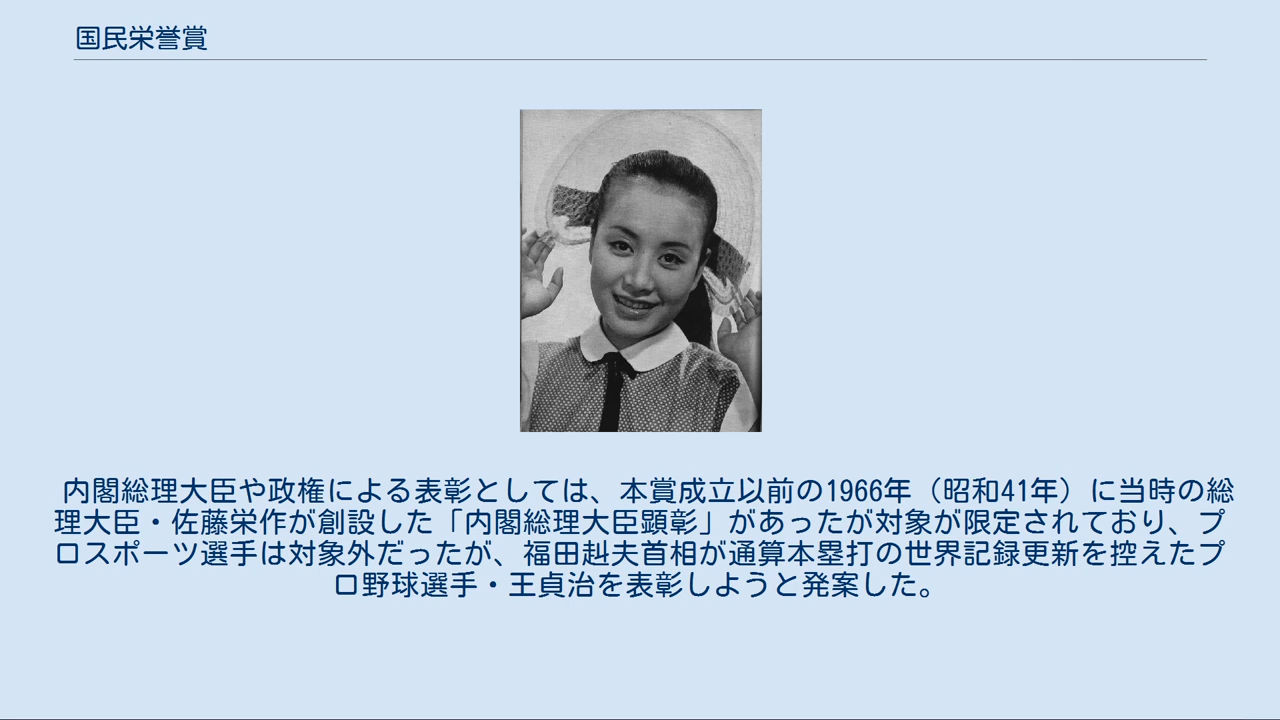 国民栄誉賞
内閣総理大臣や政権による表彰としては、本賞成立以前の1966年（昭和41年）に当時の総
理大臣・佐藤栄作が創設した「内閣総理大臣顕彰」があったが対象が限定されており、プ
ロスポーツ選手は対象外だったが、福田赳夫首相が通算本塁打の世界記録更新を控えたプ
ロ野球選手・王貞治を表彰しようと発案した。